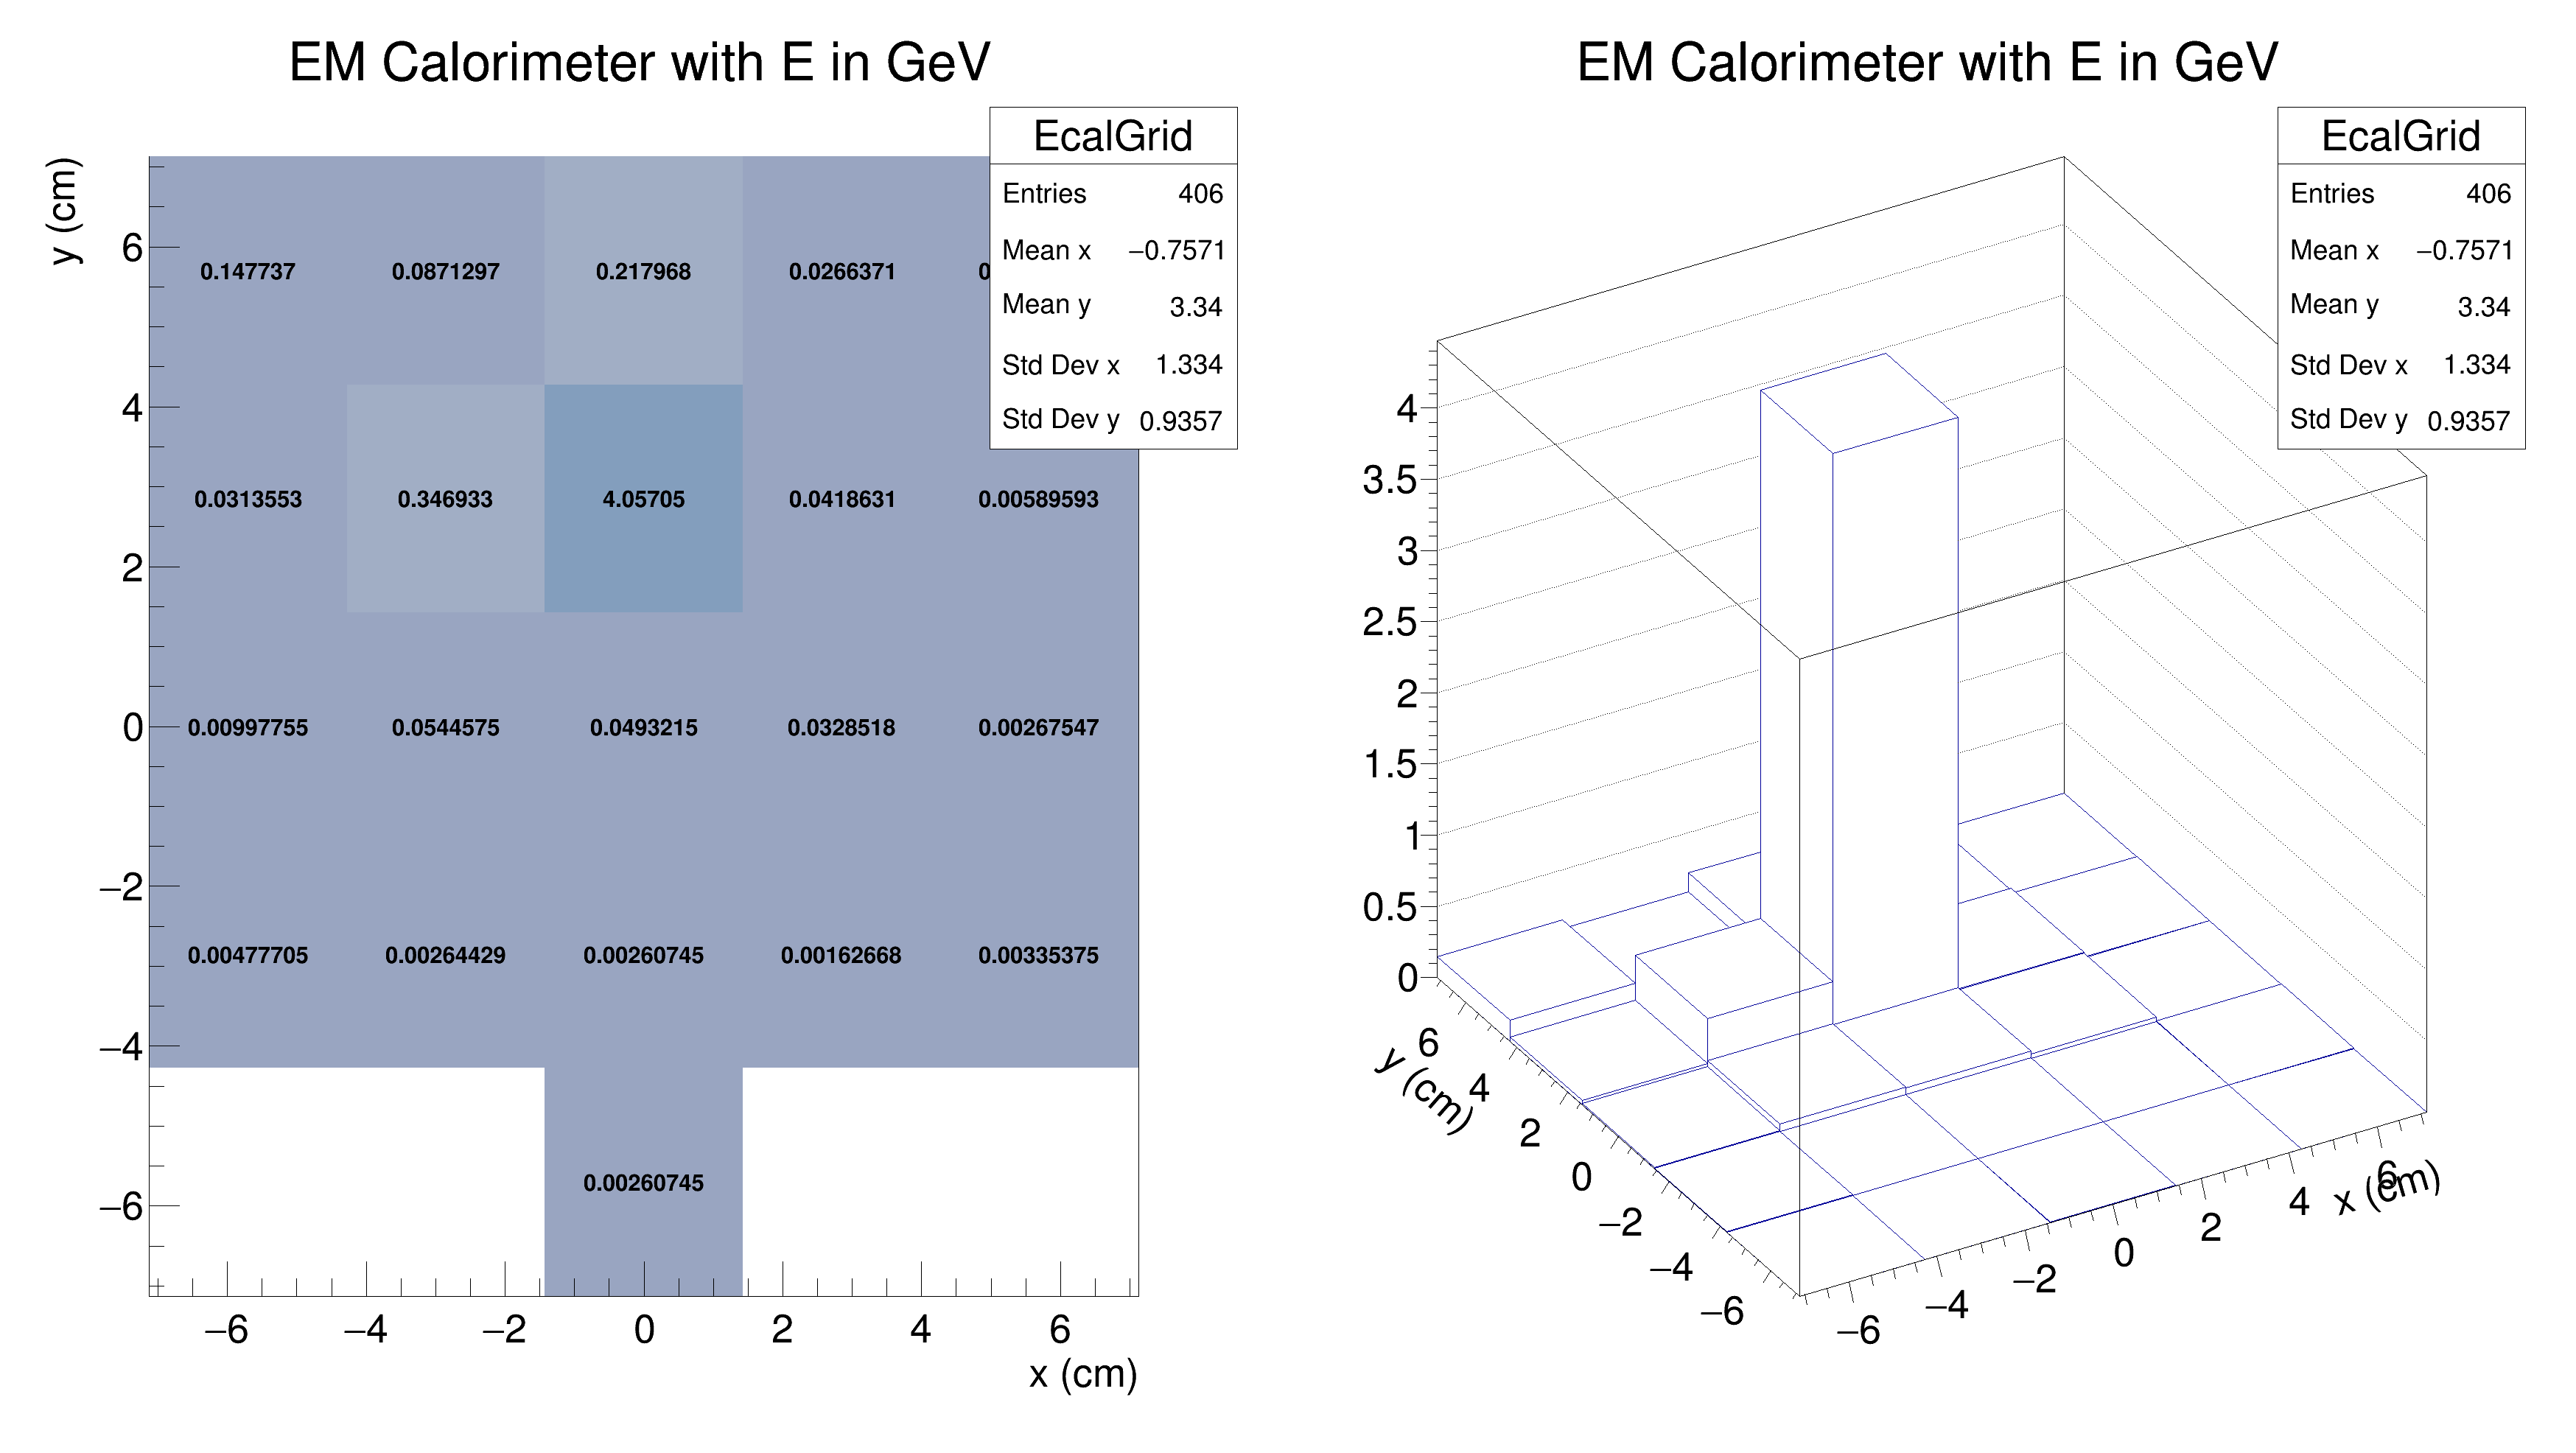 EM Calorimeter with E in GeV
EcalGrid
Entries 406
Mean x −0.7571
Mean y 3.34
Std Dev x 1.334
Std Dev y 0.9357
y (cm)
6
4
2
0
−2
−4
−6
0.147737 0.0871297 0.217968 0.0266371
0.0313553 0.346933 4.05705 0.0418631 0.00589593
0.00997755 0.0544575 0.0493215 0.0328518 0.00267547
0.00477705 0.00264429 0.00260745 0.00162668 0.00335375
0.00260745
−6 −4 −2 0 2 4 6
x (cm)
EM Calorimeter with E in GeV
EcalGrid
Entries 406
Mean x −0.7571
Mean y 3.34
Std Dev x 1.334
Std Dev y 0.9357
4
3.5
3
2.5
2
1.5
1
0.5
0
6
4
2
0
−2
−4
−6
y (cm)
−6 −4 −2 0 2 4 6
x (cm)